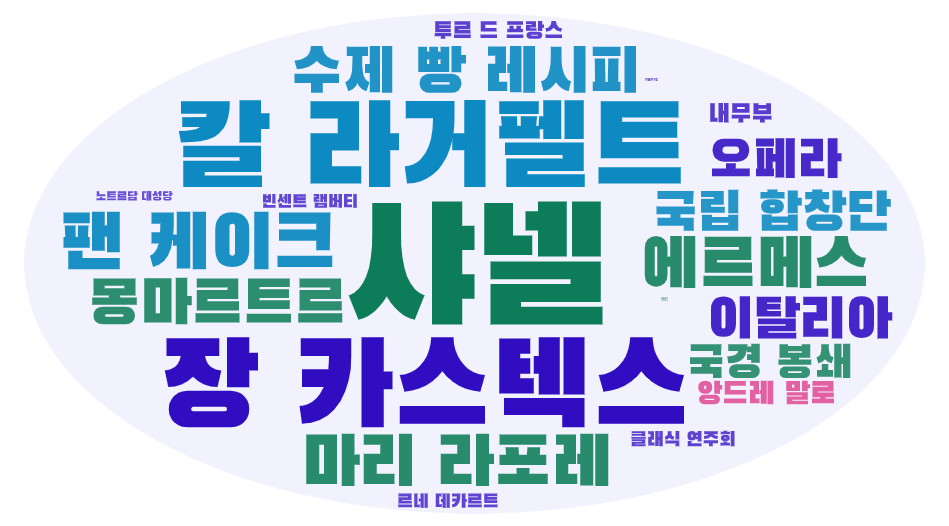 투르 드 프랑스
수제 빵 레시피
칼 라거펠트
내무부
오페라
노트르담 대성당
빈센트 램버티
국립 합창단
팬 케이크
샤넬
에르메스
몽마르트르
이탈리아
장 카스텍스
국경 봉쇄
앙드레 말로
마리 라포레
클래식 연주회
르네 데카르트